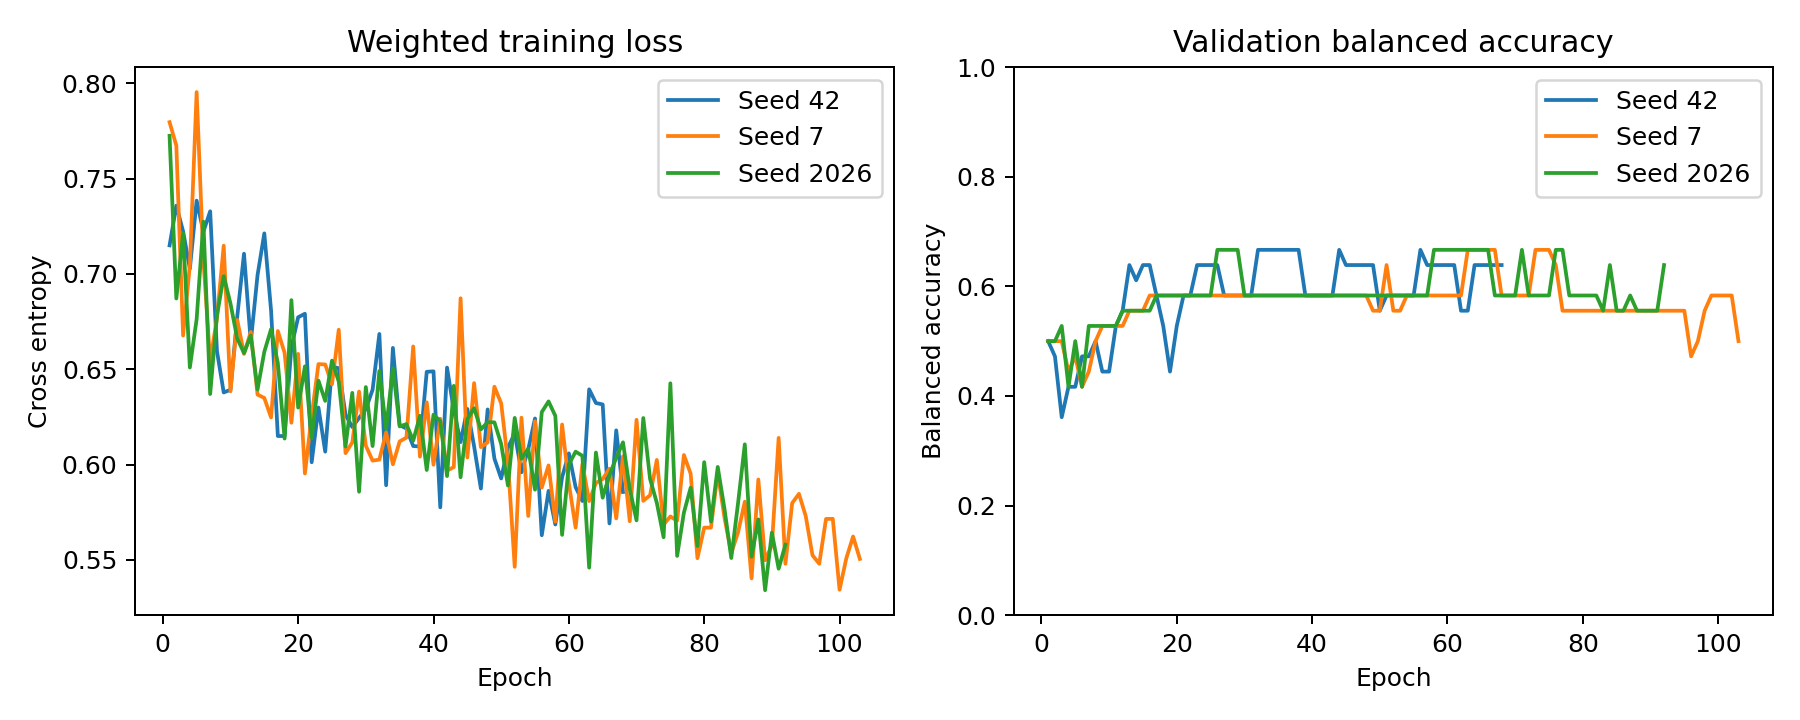 Weighted training loss
Cross entropy
0.80
0.75
0.70
0.65
0.60
0.55
0 20 40 60 80 100
Epoch
Seed 42
Seed 7
Seed 2026
Validation balanced accuracy
Balanced accuracy
1.0
0.8
0.6
0.4
0.2
0.0
0 20 40 60 80 100
Epoch
Seed 42
Seed 7
Seed 2026